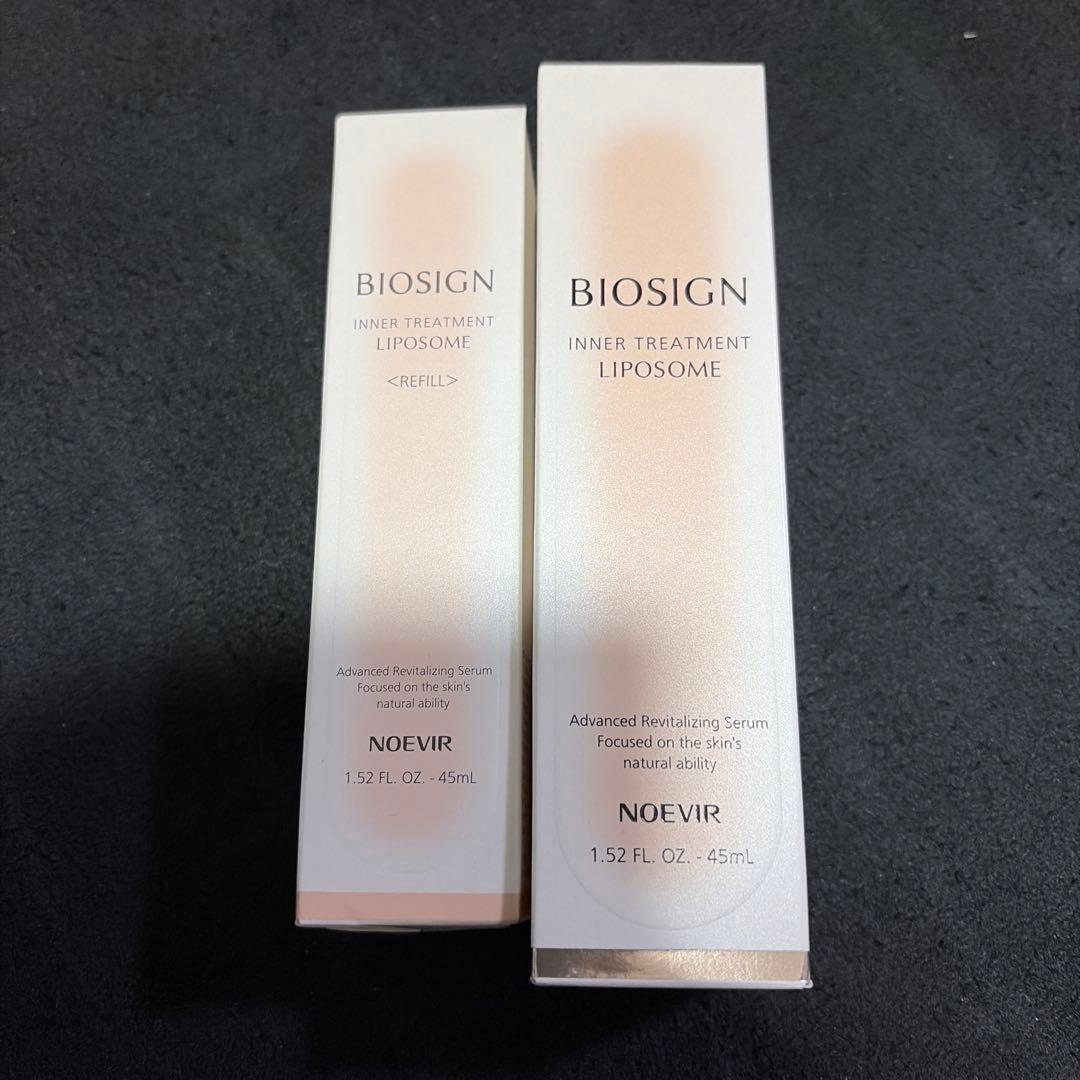 BIOSIGN
INNER TREATMENT
LIPOSOME
<REFILL>
Advanced Revitalizing Serum
Focused on the skin's
natural ability
NOEVIR
1.52 FL. OZ. - 45mL
BIOSIGN
INNER TREATMENT
LIPOSOME
Advanced Revitalizing Serum
Focused on the skin's
natural ability
NOEVIR
1.52 FL. OZ. - 45mL